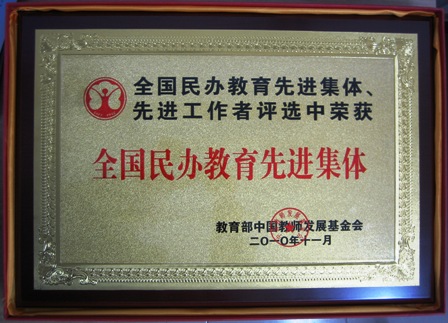 全国民办教育先进集体、
先进工作者评选中荣获
全国民办教育先进集体
教育部中国教师发展基金会
二〇一〇年十一月